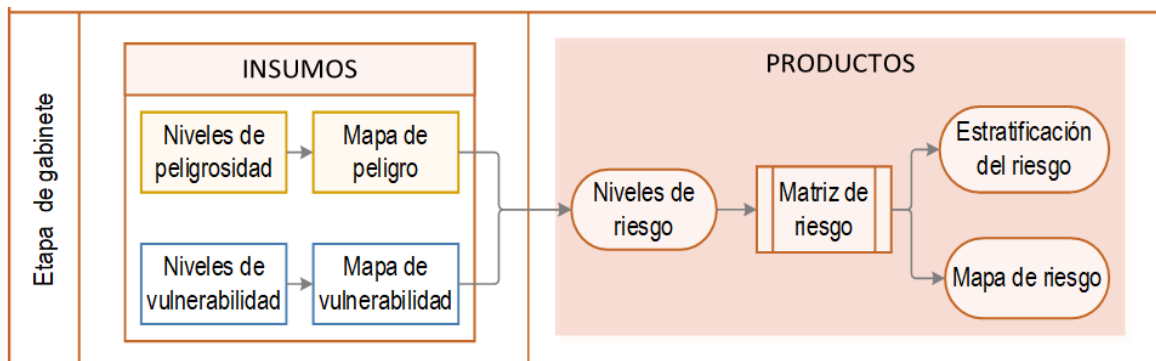 Etapa de gabinete
INSUMOS
Niveles de
peligrosidad
Mapa de
peligro
Niveles de
vulnerabilidad
Mapa de
vulnerabilidad
PRODUCTOS
Niveles de
riesgo
Matriz de
riesgo
Estratificación
del riesgo
Mapa de riesgo